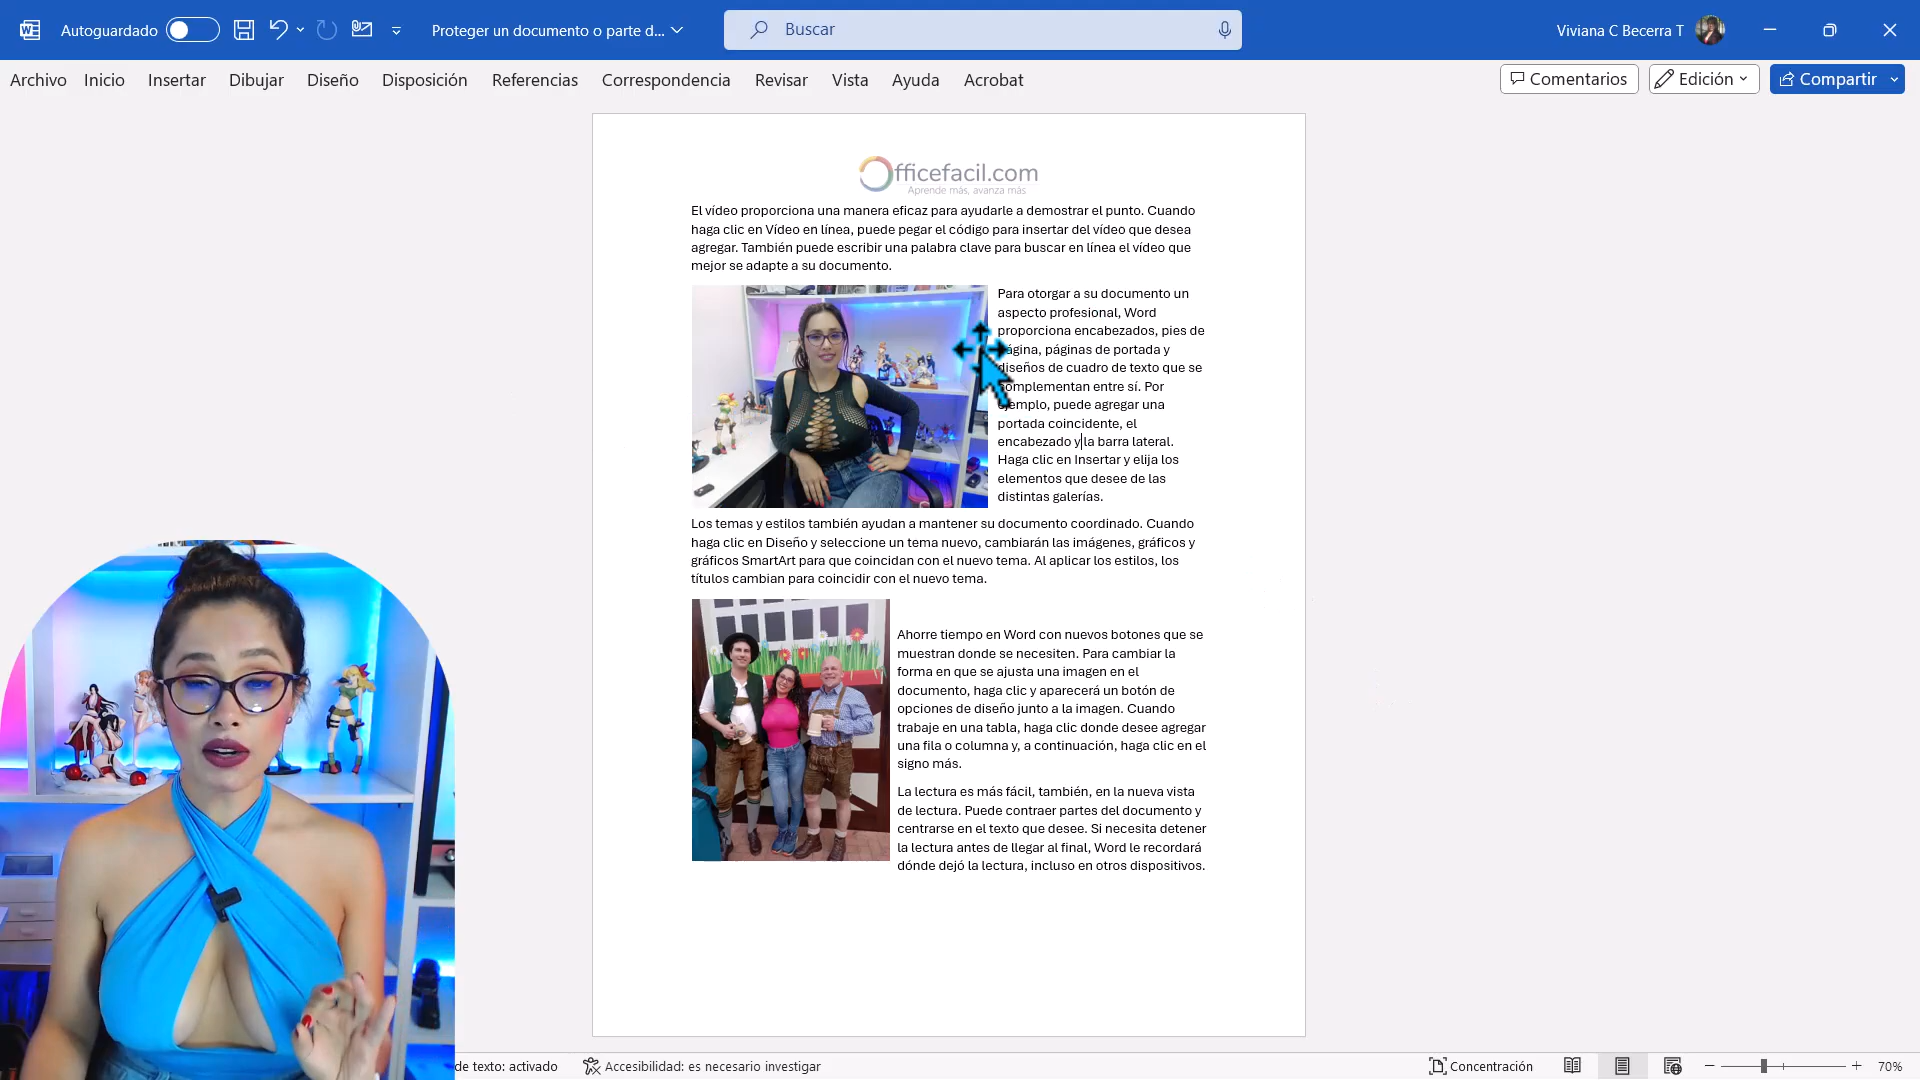 Autoguardado
Proteger un documento o parte d...
Buscar
Viviana C Becerra T
Archivo Inicio Insertar Dibujar Diseño Disposición Referencias Correspondencia Revisar Vista Ayuda Acrobat
Comentarios Edición Compartir
Officefacil.com
Aprende más, avanza más
El vídeo proporciona una manera eficaz para ayudarle a demostrar el punto. Cuando
haga clic en Vídeo en línea, puede pegar el código para insertar del vídeo que desea
agregar. También puede escribir una palabra clave para buscar en línea el vídeo que
mejor se adapte a su documento.
Para otorgar a su documento un
aspecto profesional, Word
proporciona encabezados, pies de
página, páginas de portada y
diseños de cuadro de texto que se
complementan entre sí. Por
ejemplo, puede agregar una
portada coincidente, el
encabezado y la barra lateral.
Haga clic en Insertar y elija los
elementos que desee de las
distintas galerías.
Los temas y estilos también ayudan a mantener su documento coordinado. Cuando
haga clic en Diseño y seleccione un tema nuevo, cambiarán las imágenes, gráficos y
gráficos SmartArt para que coincidan con el nuevo tema. Al aplicar los estilos, los
títulos cambian para coincidir con el nuevo tema.
Ahorre tiempo en Word con nuevos botones que se
muestran donde se necesiten. Para cambiar la
forma en que se ajusta una imagen en el
documento, haga clic y aparecerá un botón de
opciones de diseño junto a la imagen. Cuando
trabaje en una tabla, haga clic donde desee agregar
una fila o columna y, a continuación, haga clic en el
signo más.
La lectura es más fácil, también, en la nueva vista
de lectura. Puede contraer partes del documento y
centrarse en el texto que desee. Si necesita detener
la lectura antes de llegar al final, Word le recordará
dónde dejó la lectura, incluso en otros dispositivos.
de texto: activado
Accesibilidad: es necesario investigar
Concentración
70%